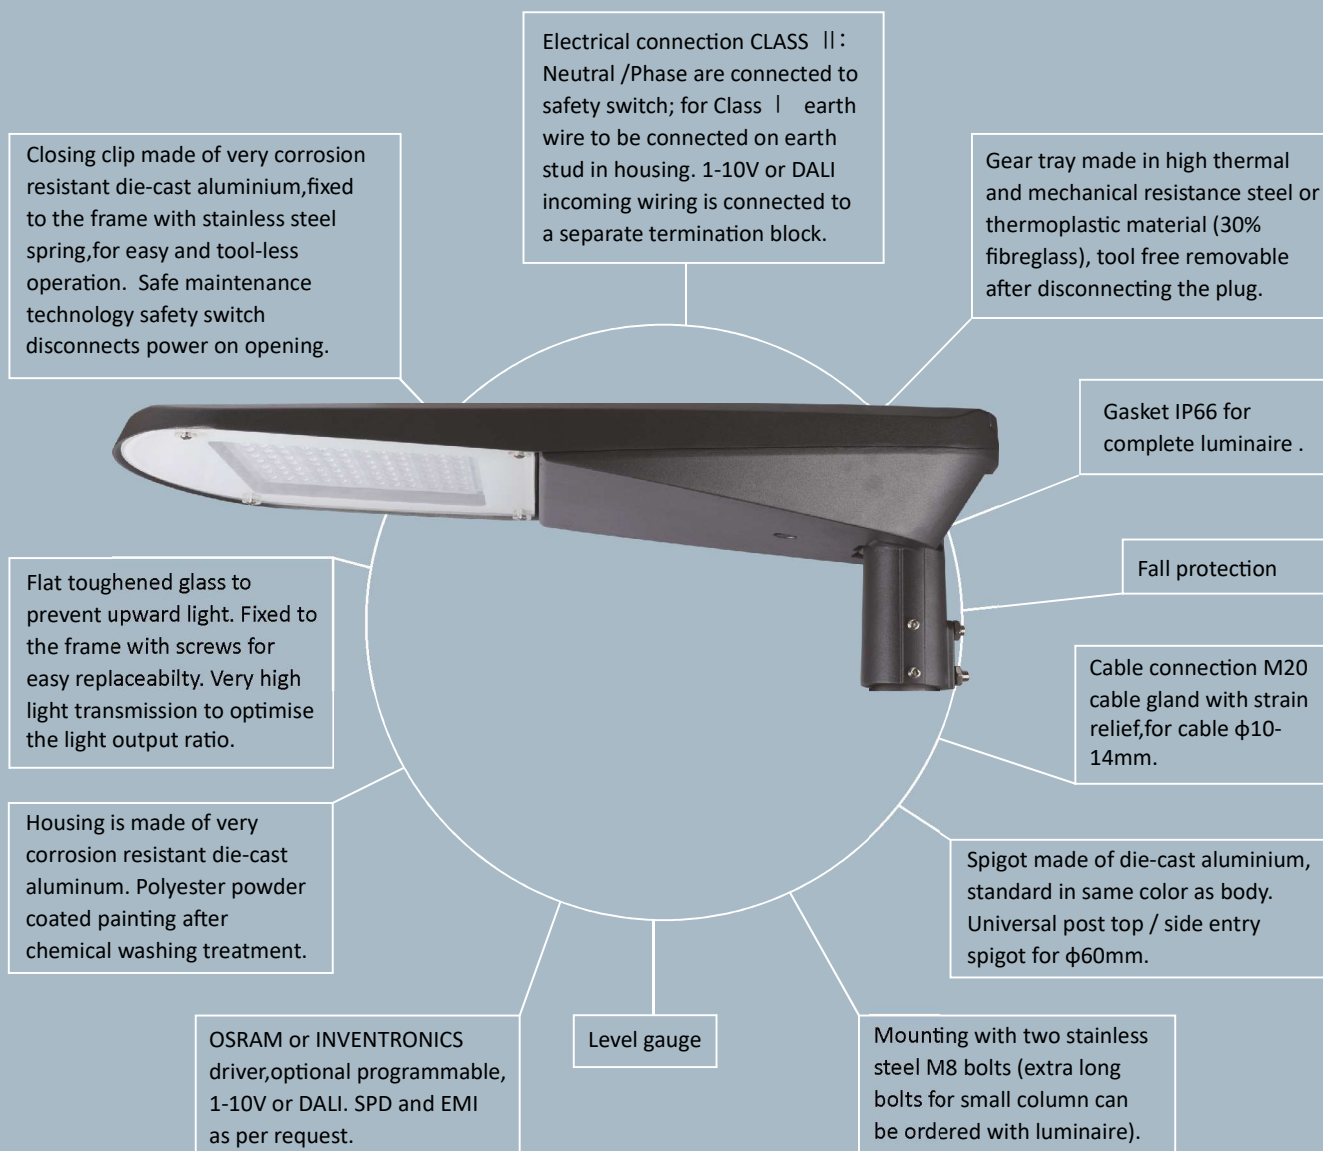 Electrical connection CLASS Ⅱ:
Neutral /Phase are connected to
safety switch; for Class Ⅰ earth
wire to be connected on earth
stud in housing. 1-10V or DALI
incoming wiring is connected to
a separate termination block.
Closing clip made of very corrosion
resistant die-cast aluminium,fixed
to the frame with stainless steel
spring,for easy and tool-less
operation. Safe maintenance
technology safety switch
disconnects power on opening.
Gear tray made in high thermal
and mechanical resistance steel or
thermoplastic material (30%
fibreglass), tool free removable
after disconnecting the plug.
Gasket IP66 for
complete luminaire .
Fall protection
Flat toughened glass to
prevent upward light. Fixed to
the frame with screws for
easy replaceabilty. Very high
light transmission to optimise
the light output ratio.
Cable connection M20
cable gland with strain
relief,for cable ф10-
14mm.
Housing is made of very
corrosion resistant die-cast
aluminum. Polyester powder
coated painting after
chemical washing treatment.
Spigot made of die-cast aluminium,
standard in same color as body.
Universal post top / side entry
spigot for ф60mm.
OSRAM or INVENTRONICS
driver,optional programmable,
1-10V or DALI. SPD and EMI
as per request.
Level gauge
Mounting with two stainless
steel M8 bolts (extra long
bolts for small column can
be ordered with luminaire).